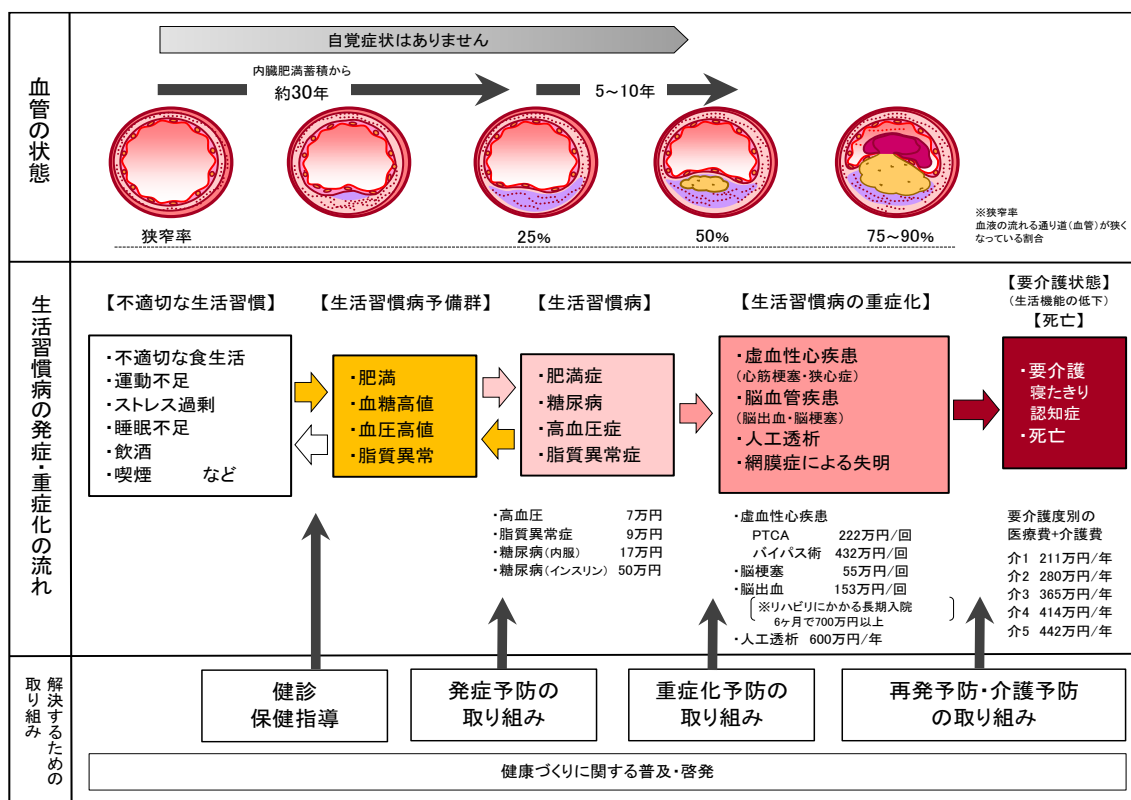 血管の状態
自覚症状はありません
内臓肥満蓄積から
約30年
5～10年
狭窄率
25%
50%
75～90%
※狭窄率
血液の流れる通り道(血管)が狭く
なっている割合
生活習慣病の発症・重症化の流れ
【不適切な生活習慣】
・不適切な食生活
・運動不足
・ストレス過剰
・睡眠不足
・飲酒
・喫煙 など
【生活習慣病予備群】
・肥満
・血糖高値
・血圧高値
・脂質異常
【生活習慣病】
・肥満症
・糖尿病
・高血圧症
・脂質異常症
【生活習慣病の重症化】
・虚血性心疾患
(心筋梗塞・狭心症)
・脳血管疾患
(脳出血・脳梗塞)
・人工透析
・網膜症による失明
【要介護状態】
(生活機能の低下)
【死亡】
・要介護
寝たきり
認知症
・死亡
・高血圧 7万円
・脂質異常症 9万円
・糖尿病(内服) 17万円
・糖尿病(インスリン) 50万円
・虚血性心疾患
PTCA 222万円/回
バイパス術 432万円/回
・脳梗塞 55万円/回
・脳出血 153万円/回
※リハビリにかかる長期入院
6ヶ月で700万円以上
・人工透析 600万円/年
要介護度別の
医療費+介護費
介1 211万円/年
介2 280万円/年
介3 365万円/年
介4 414万円/年
介5 442万円/年
解決するための
取り組み
健診
保健指導
発症予防の
取り組み
重症化予防の
取り組み
再発予防・介護予防
の取り組み
健康づくりに関する普及・啓発